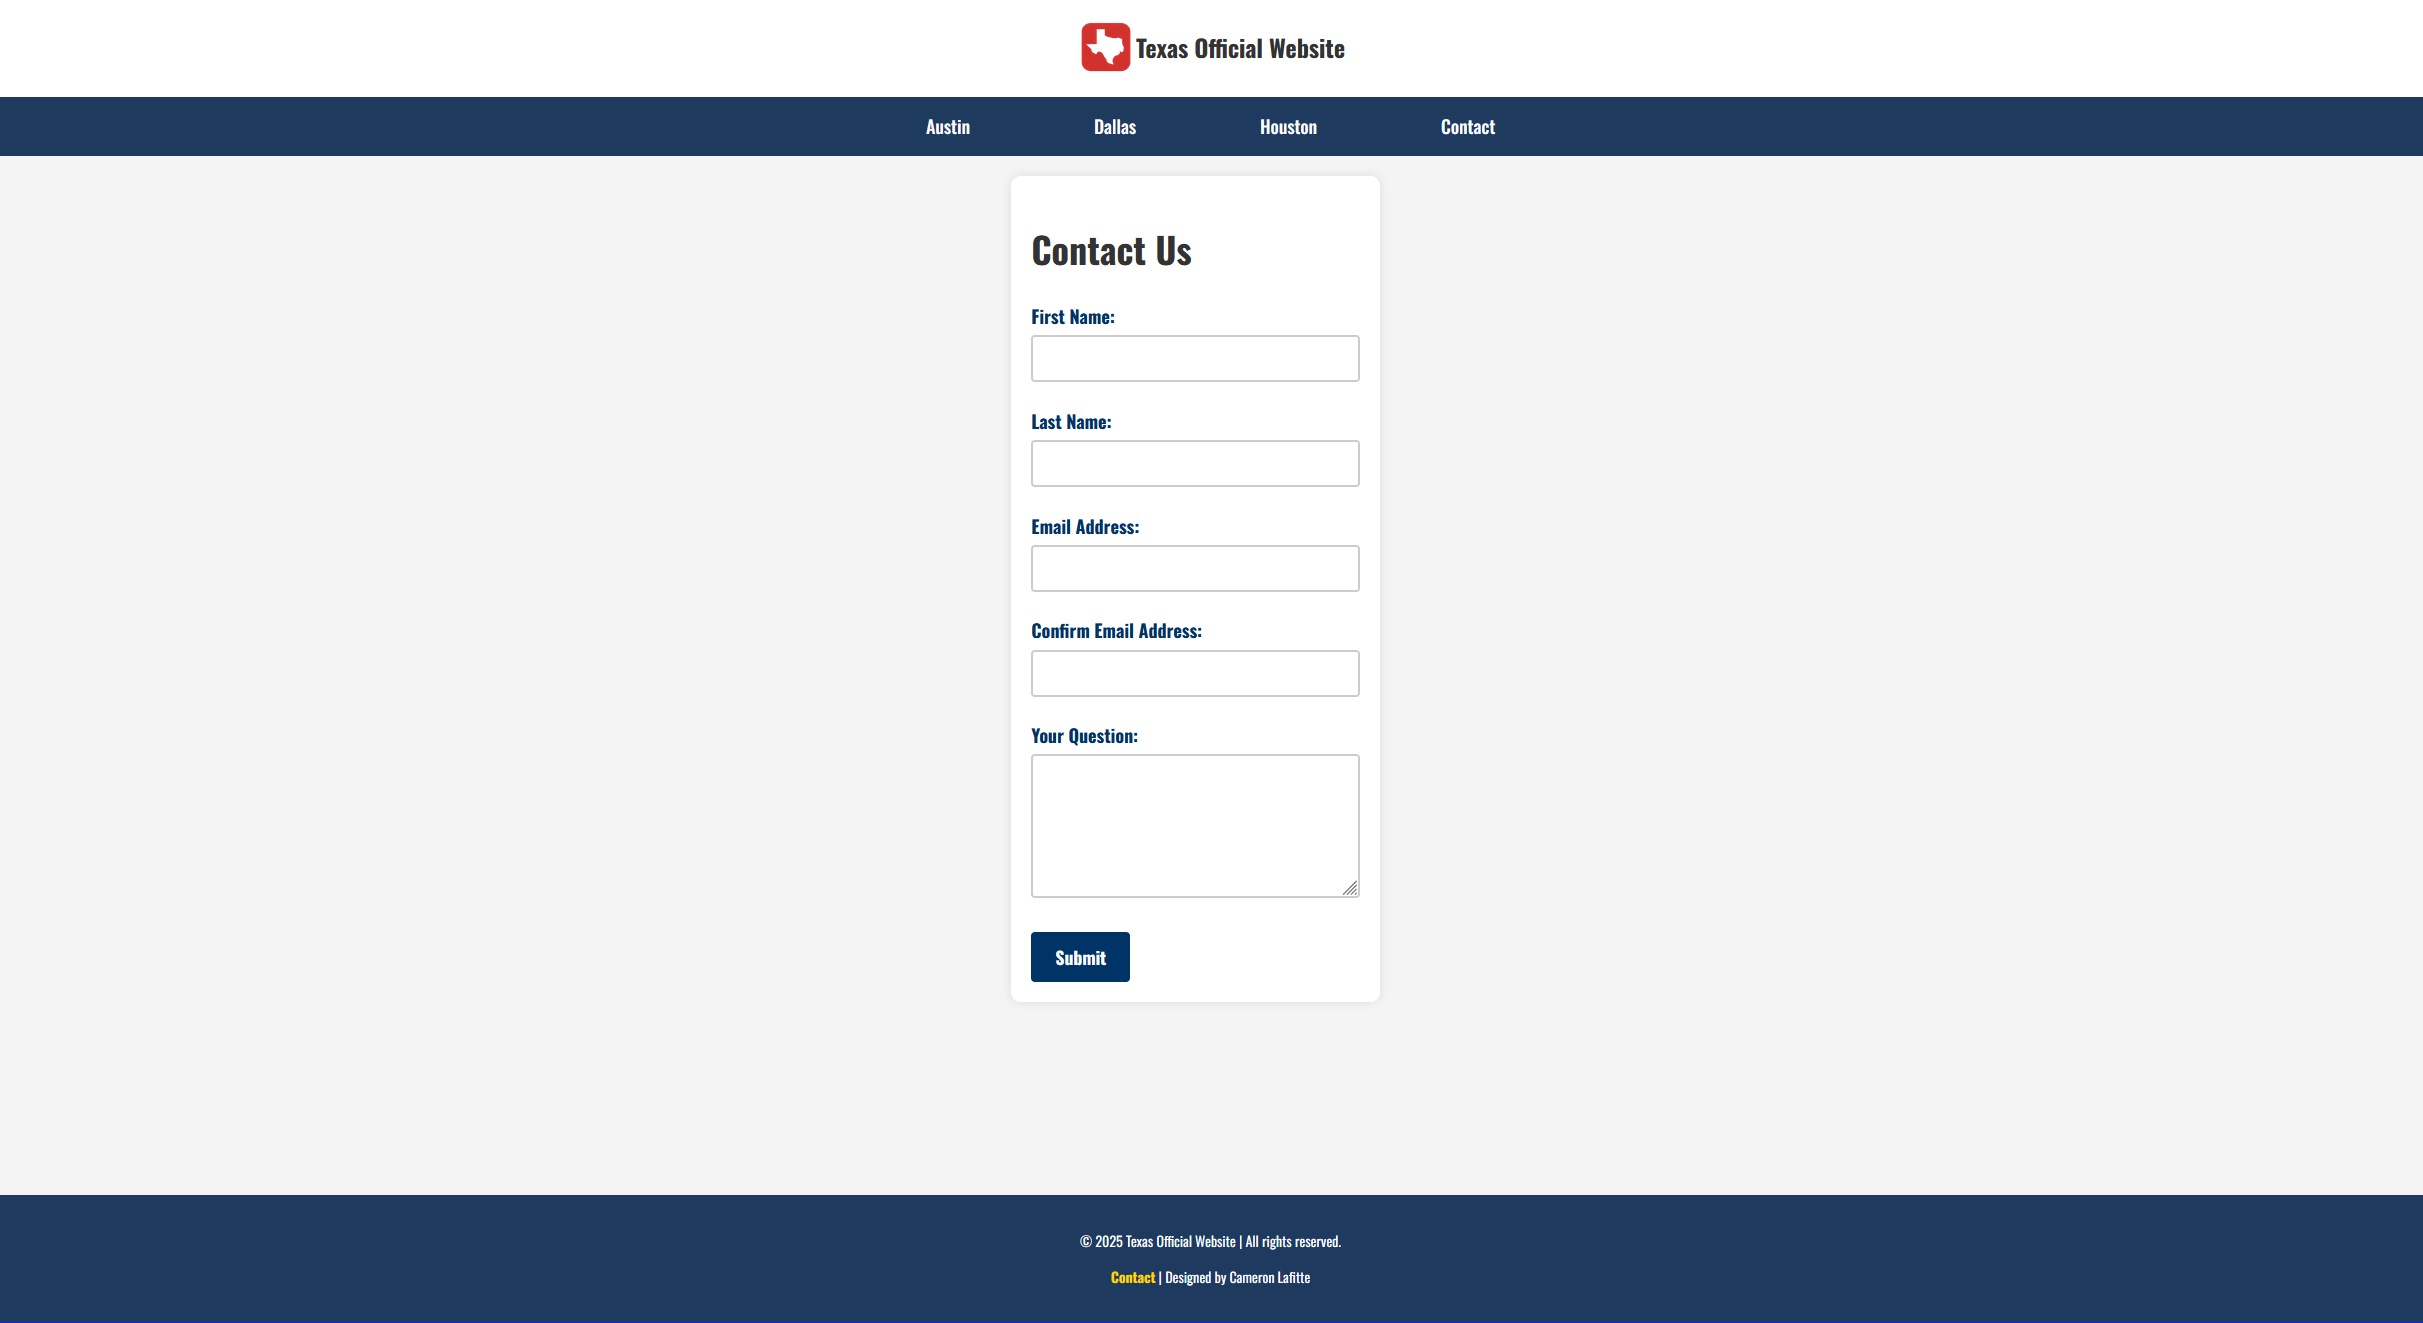 Texas Official Website
Austin Dallas Houston Contact
Contact Us
First Name:
Last Name:
Email Address:
Confirm Email Address:
Your Question:
Submit
© 2025 Texas Official Website | All rights reserved.
Contact | Designed by Cameron Lafitte